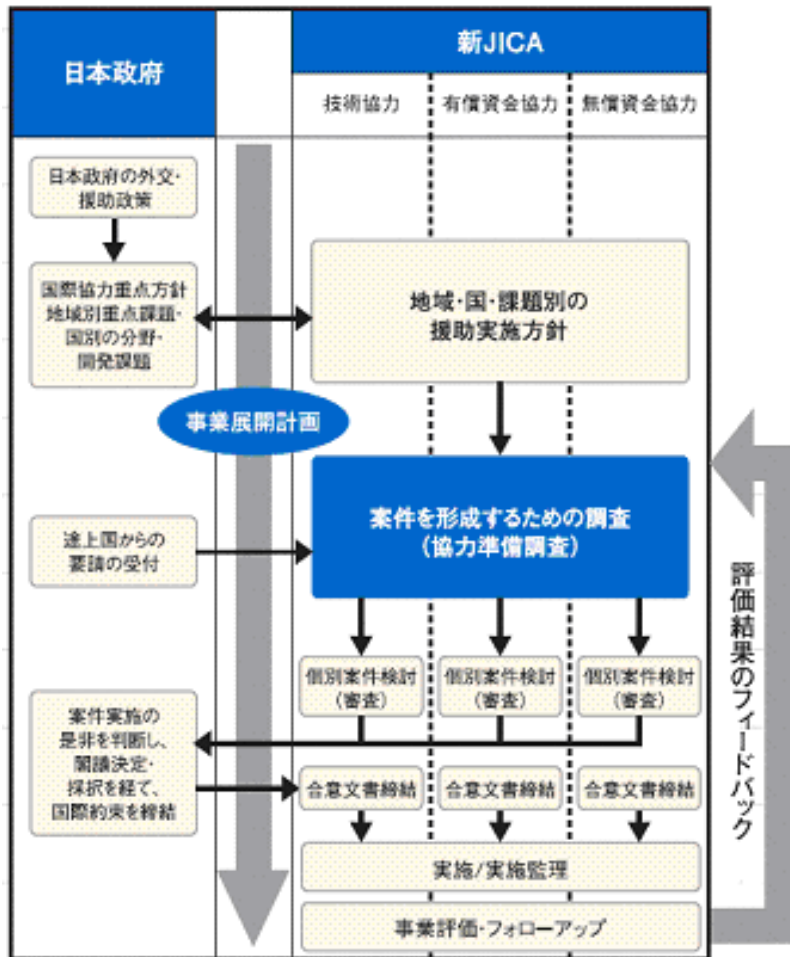 日本政府
新JICA
技術協力
有償資金協力
無償資金協力
日本政府の外交・
援助政策
国際協力重点方針
地域別重点課題・
国別の分野・
開発課題
地域・国・課題別の
援助実施方針
事業展開計画
途上国からの
要請の受付
案件を形成するための調査
(協力準備調査)
個別案件検討
(審査)
個別案件検討
(審査)
個別案件検討
(審査)
案件実施の
是非を判断し、
閣議決定・
採択を経て、
国際約束を締結
合意文書締結
合意文書締結
合意文書締結
実施/実施監理
事業評価・フォローアップ
評価結果のフィードバック